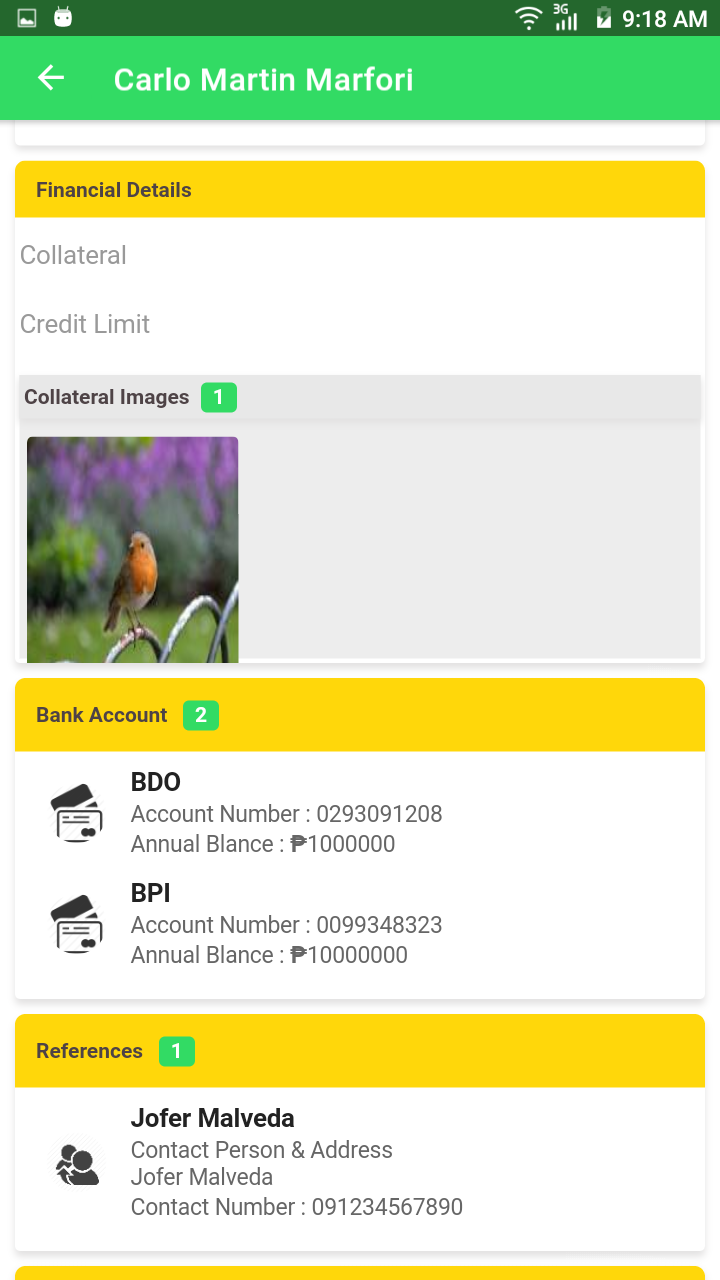 3G
9:18 AM
Carlo Martin Marfori
Financial Details
Collateral
Credit Limit
Collateral Images 1
Bank Account 2
BDO
Account Number : 0293091208
Annual Blance : ₱1000000
BPI
Account Number : 0099348323
Annual Blance : ₱10000000
References 1
Jofer Malveda
Contact Person & Address
Jofer Malveda
Contact Number : 091234567890